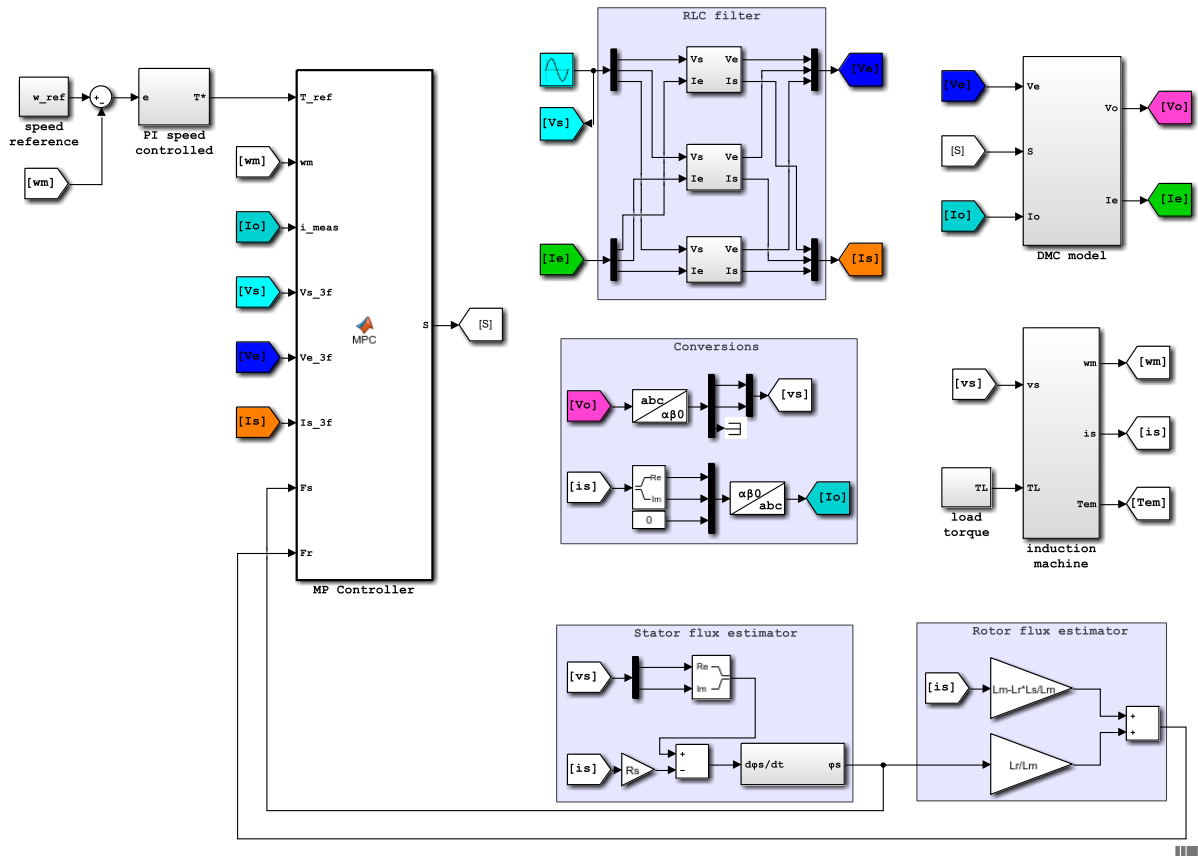 w_ref
speed
reference
[wm]
+
-
e
T*
PI speed
controlled
T_ref
wm
i_meas
Vs_3f
Ve_3f
Is_3f
Fs
Fr
S
MPC
MP Controller
[wm]
[Io]
[Vs]
[Ve]
[Is]
[S]
RLC filter
[Vs]
[Ie]
Vs Ve
Ie Is
Vs Ve
Ie Is
Vs Ve
Ie Is
[Ve]
[Is]
[Ve]
[S]
[Io]
Ve
S
Io
Vo
Ie
DMC model
[Vo]
[Ie]
Conversions
[Vo]
abc
αβ0
[vs]
[is]
Re
Im
0
αβ0
abc
[Io]
[vs]
TL
load
torque
vs
TL
wm
is
Tem
induction
machine
[wm]
[is]
[Tem]
Stator flux estimator
[vs]
Re
Im
[is]
Rs
+
−
dφs/dt
φs
Rotor flux estimator
[is]
Lm-Lr*Ls/Lm
Lr/Lm
+
+